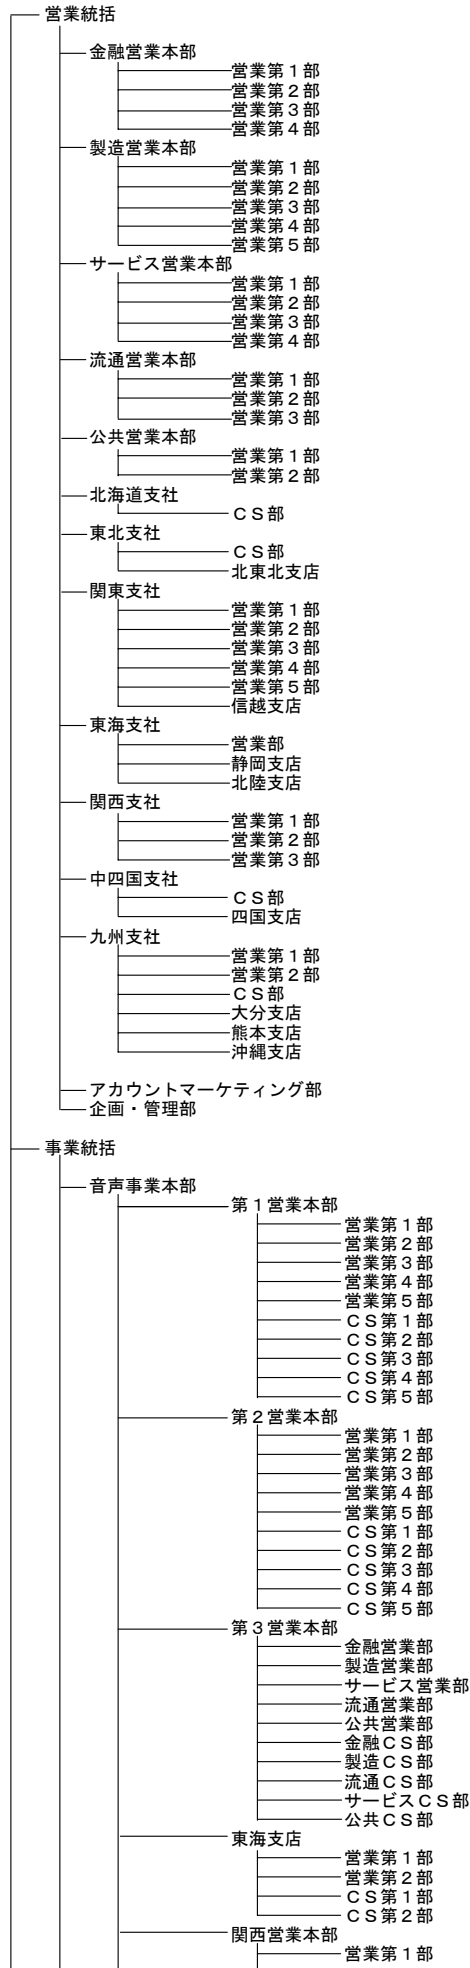 営業統括
金融営業本部
営業第１部
営業第２部
営業第３部
営業第４部
製造営業本部
営業第１部
営業第２部
営業第３部
営業第４部
営業第５部
サービス営業本部
営業第１部
営業第２部
営業第３部
営業第４部
流通営業本部
営業第１部
営業第２部
営業第３部
公共営業本部
営業第１部
営業第２部
北海道支社
ＣＳ部
東北支社
ＣＳ部
北東北支店
関東支社
営業第１部
営業第２部
営業第３部
営業第４部
営業第５部
信越支店
東海支社
営業部
静岡支店
北陸支店
関西支社
営業第１部
営業第２部
営業第３部
中四国支社
ＣＳ部
四国支店
九州支社
営業第１部
営業第２部
ＣＳ部
大分支店
熊本支店
沖縄支店
アカウントマーケティング部
企画・管理部
事業統括
音声事業本部
第１営業本部
営業第１部
営業第２部
営業第３部
営業第４部
営業第５部
ＣＳ第１部
ＣＳ第２部
ＣＳ第３部
ＣＳ第４部
ＣＳ第５部
第２営業本部
営業第１部
営業第２部
営業第３部
営業第４部
営業第５部
ＣＳ第１部
ＣＳ第２部
ＣＳ第３部
ＣＳ第４部
ＣＳ第５部
第３営業本部
金融営業部
製造営業部
サービス営業部
流通営業部
公共営業部
金融ＣＳ部
製造ＣＳ部
流通ＣＳ部
サービスＣＳ部
公共ＣＳ部
東海支店
営業第１部
営業第２部
ＣＳ第１部
ＣＳ第２部
関西営業本部
営業第１部